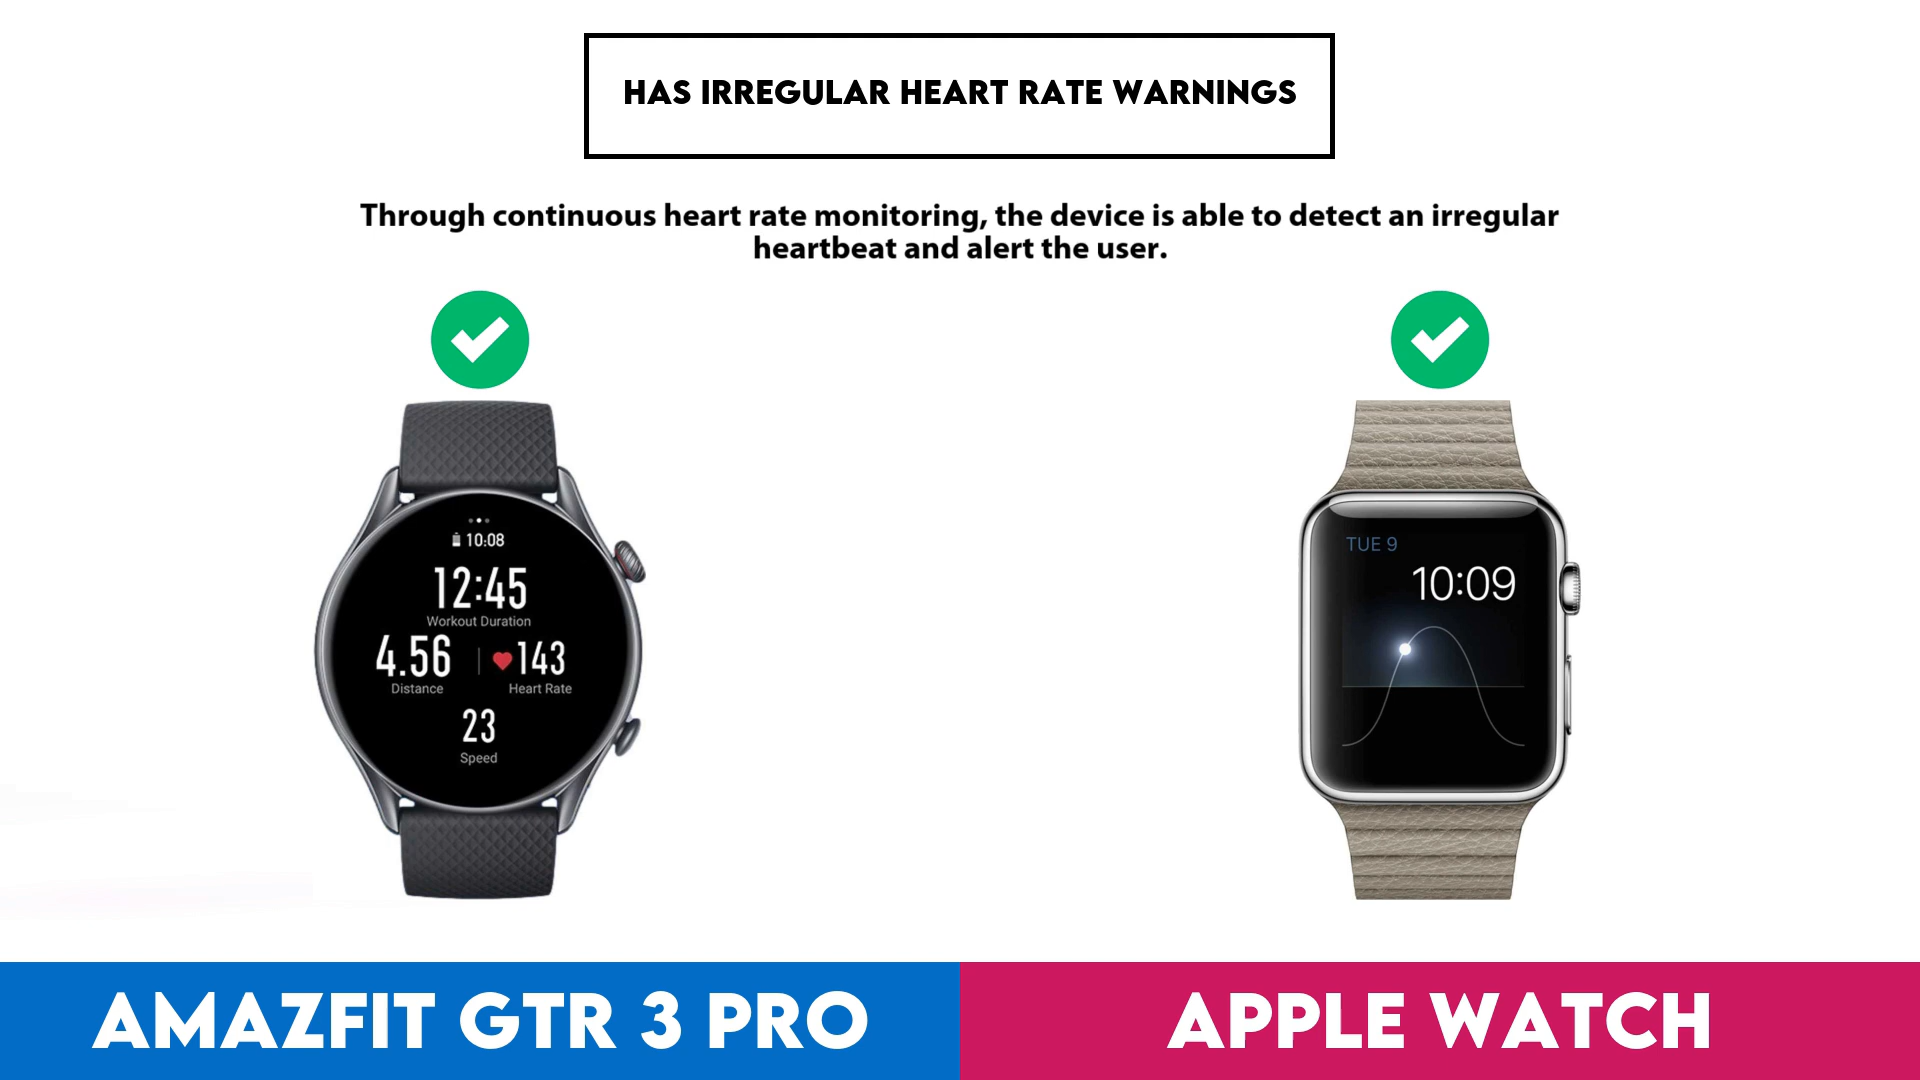 HAS IRREGULAR HEART RATE WARNINGS
Through continuous heart rate monitoring, the device is able to detect an irregular
heartbeat and alert the user.
10:08
12:45
Workout Duration
4.56
143
Distance
Heart Rate
23
Speed
TUE 9
10:09
AMAZFIT GTR 3 PRO
APPLE WATCH